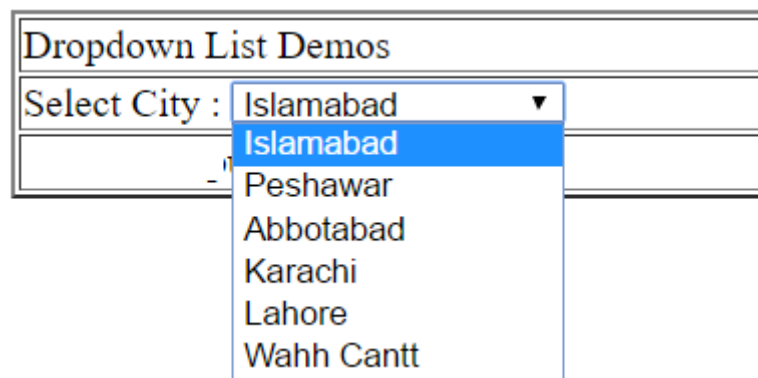 Dropdown List Demos
Select City : Islamabad
Islamabad
Peshawar
Abbotabad
Karachi
Lahore
Wahh Cantt